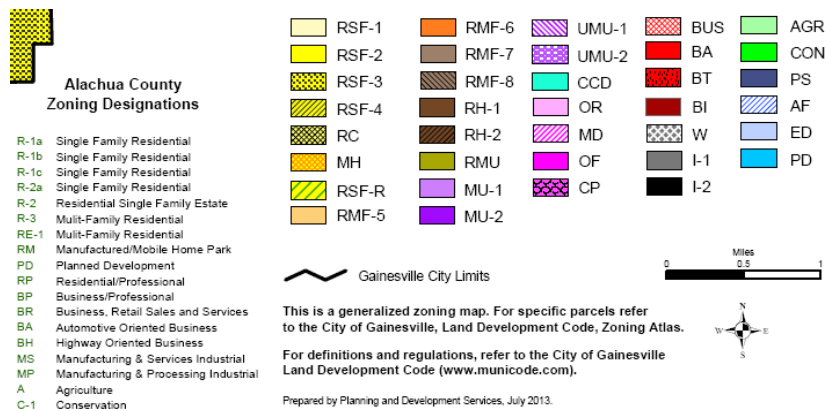 Alachua County
Zoning Designations
R-1a Single Family Residential
R-1b Single Family Residential
R-1c Single Family Residential
R-2a Single Family Residential
R-2 Residential Single Family Estate
R-3 Mulit-Family Residential
RE-1 Mulit-Family Residential
RM Manufactured/Mobile Home Park
PD Planned Development
RP Residential/Professional
BP Business/Professional
BR Business, Retail Sales and Services
BA Automotive Oriented Business
BH Highway Oriented Business
MS Manufacturing & Services Industrial
MP Manufacturing & Processing Industrial
A Agriculture
C-1 Conservation
RSF-1
RSF-2
RSF-3
RSF-4
RC
MH
RSF-R
RMF-5
RMF-6
RMF-7
RMF-8
RH-1
RH-2
RMU
MU-1
MU-2
UMU-1
UMU-2
CCD
OR
MD
OF
CP
BUS
BA
BT
BI
W
I-1
I-2
AGR
CON
PS
AF
ED
PD
Gainesville City Limits
Miles
0 0.5 1
This is a generalized zoning map. For specific parcels refer
to the City of Gainesville, Land Development Code, Zoning Atlas.
For definitions and regulations, refer to the City of Gainesville
Land Development Code (www.municode.com).
Prepared by Planning and Development Services, July 2013.
N
W E
S